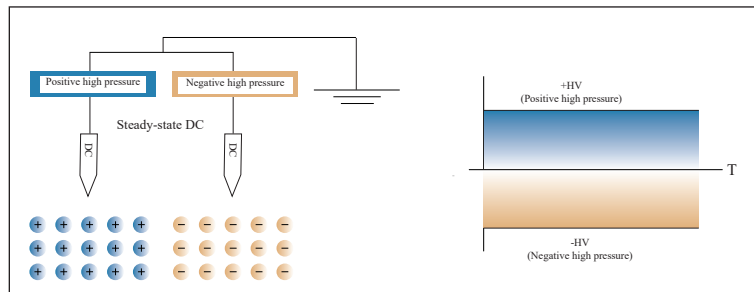 Positive high pressure
Negative high pressure
Steady-state DC
DC
DC
+ + + + +
- - - - -
+ + + + +
- - - - -
+ + + + +
- - - - -
+HV
(Positive high pressure)
T
-HV
(Negative high pressure)